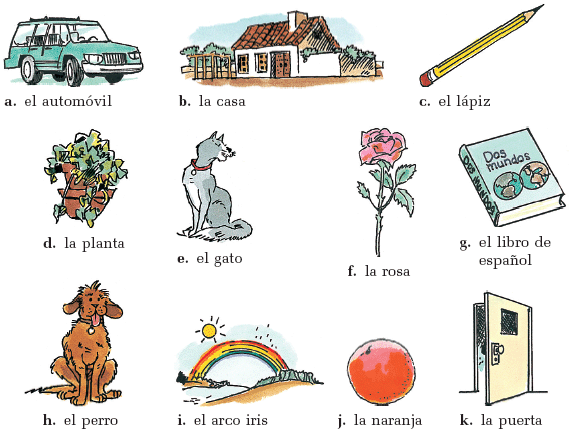 a. el automóvil
b. la casa
c. el lápiz
Dos
mundos
DOS MUNDOS
d. la planta
e. el gato
f. la rosa
g. el libro de
español
h. el perro
i. el arco iris
j. la naranja
k. la puerta